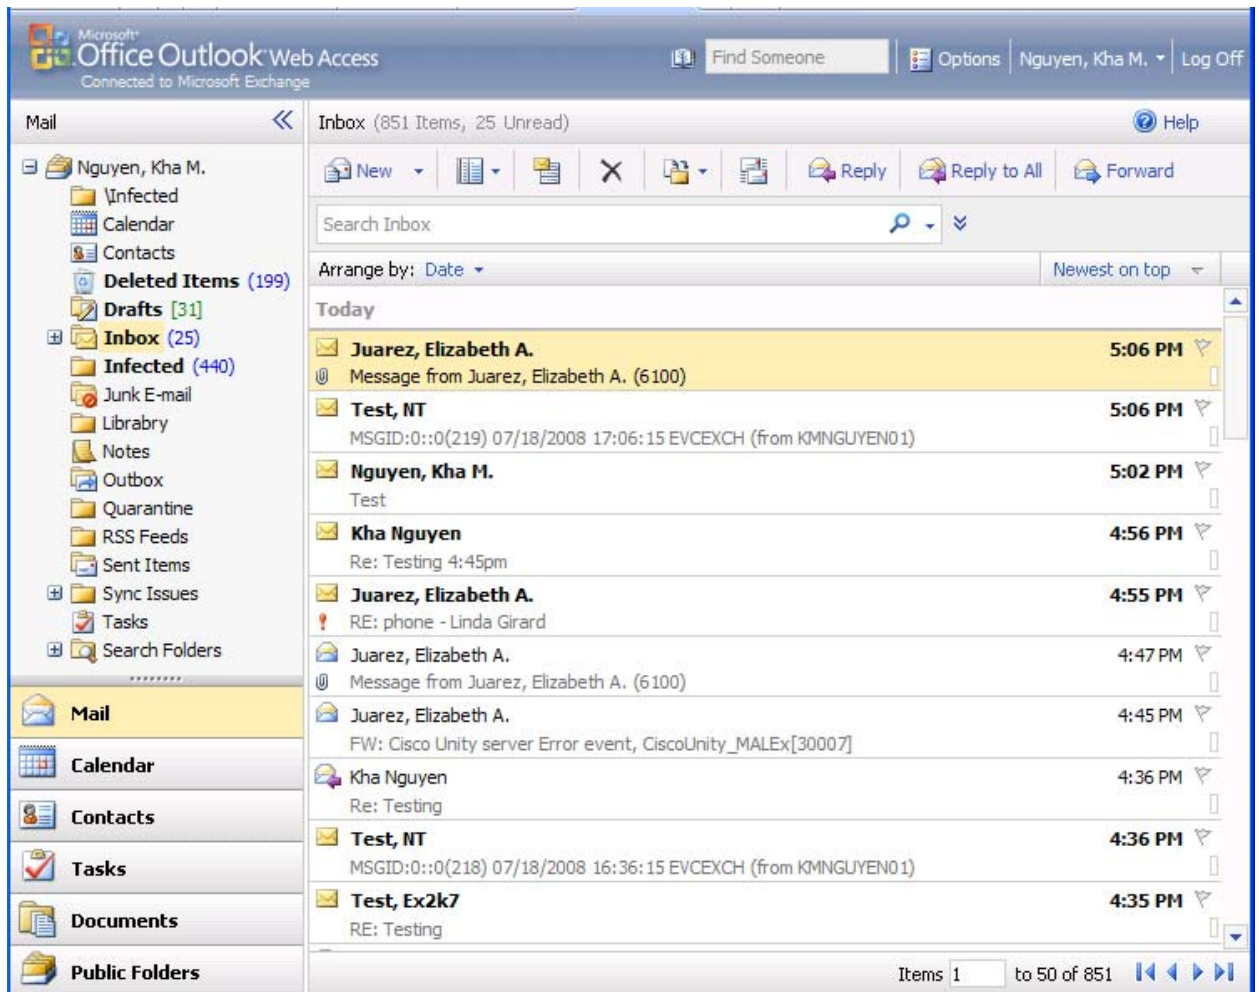 Microsoft®
Office Outlook Web Access
Connected to Microsoft Exchange
Find Someone
Options
Nguyen, Kha M.
Log Off
Mail
Inbox (851 Items, 25 Unread)
Help
Nguyen, Kha M.
\Infected
Calendar
Contacts
Deleted Items (199)
Drafts [31]
Inbox (25)
Infected (440)
Junk E-mail
Librabry
Notes
Outbox
Quarantine
RSS Feeds
Sent Items
Sync Issues
Tasks
Search Folders
Mail
Calendar
Contacts
Tasks
Documents
Public Folders
New
Reply
Reply to All
Forward
Search Inbox
Arrange by: Date
Newest on top
Today
Juarez, Elizabeth A. 5:06 PM
Message from Juarez, Elizabeth A. (6100)
Test, NT 5:06 PM
MSGID:0::0(219) 07/18/2008 17:06:15 EVCEXCH (from KMNGUYEN01)
Nguyen, Kha M. 5:02 PM
Test
Kha Nguyen 4:56 PM
Re: Testing 4:45pm
Juarez, Elizabeth A. 4:55 PM
RE: phone - Linda Girard
Juarez, Elizabeth A. 4:47 PM
Message from Juarez, Elizabeth A. (6100)
Juarez, Elizabeth A. 4:45 PM
FW: Cisco Unity server Error event, CiscoUnity_MALEx[30007]
Kha Nguyen 4:36 PM
Re: Testing
Test, NT 4:36 PM
MSGID:0::0(218) 07/18/2008 16:36:15 EVCEXCH (from KMNGUYEN01)
Test, Ex2k7 4:35 PM
RE: Testing
Items 1 to 50 of 851